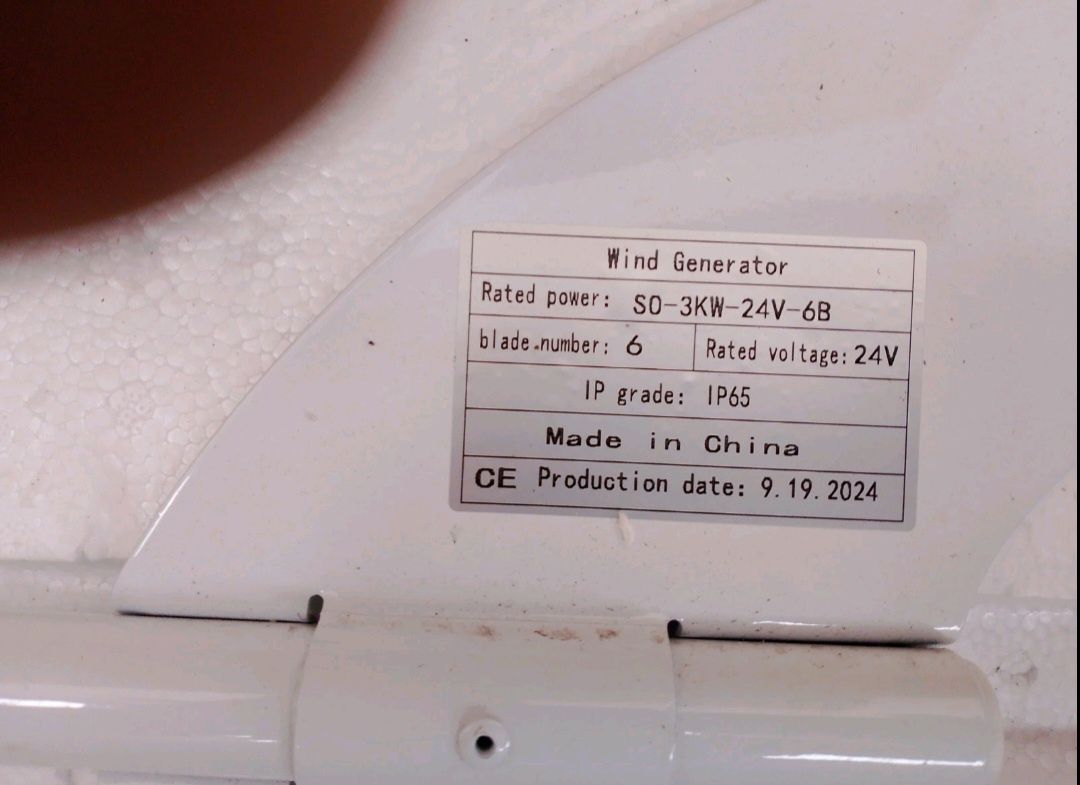 Wind Generator
Rated power: SO-3KW-24V-6B
blade number: 6 Rated voltage: 24V
IP grade: IP65
Made in China
CE Production date: 9.19.2024